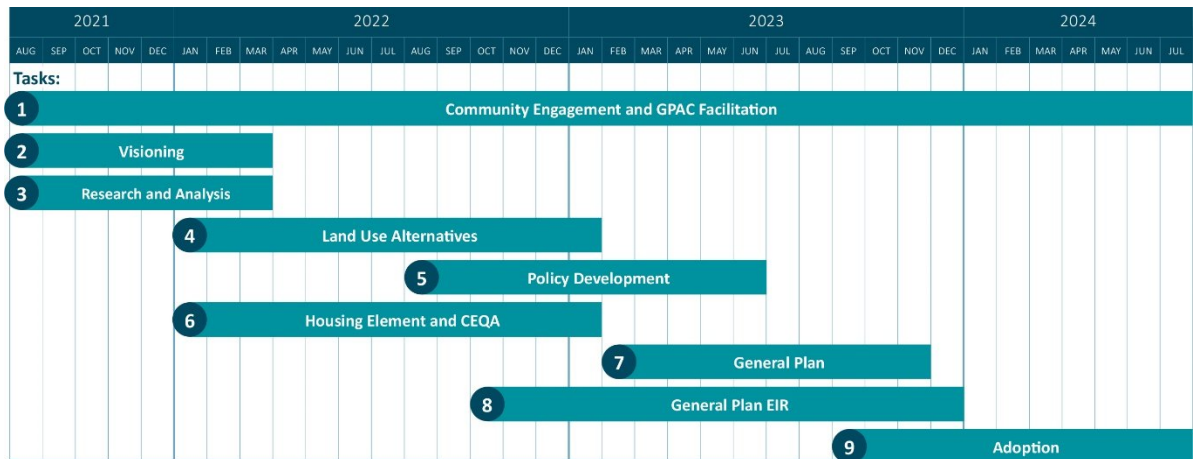 2021 2022 2023 2024
AUG SEP OCT NOV DEC JAN FEB MAR APR MAY JUN JUL AUG SEP OCT NOV DEC JAN FEB MAR APR MAY JUN JUL AUG SEP OCT NOV DEC JAN FEB MAR APR MAY JUN JUL
Tasks:
1 Community Engagement and GPAC Facilitation
2 Visioning
3 Research and Analysis
4 Land Use Alternatives
5 Policy Development
6 Housing Element and CEQA
7 General Plan
8 General Plan EIR
9 Adoption